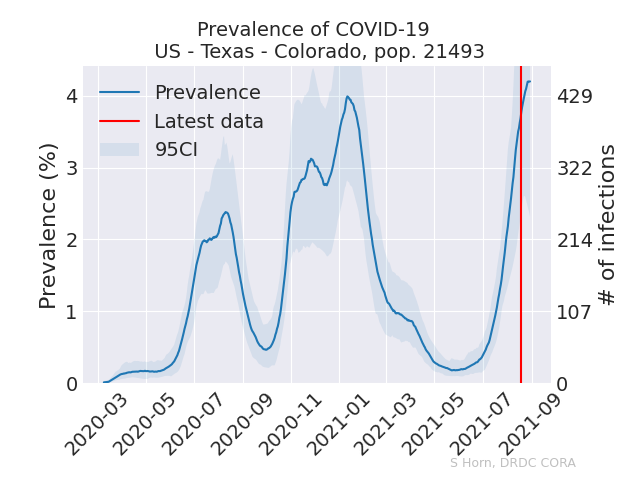 Prevalence of COVID-19
US - Texas - Colorado, pop. 21493
Prevalence
Latest data
95CI
Prevalence (%)
4
3
2
1
0
429
322
214
107
0
# of infections
2020-03
2020-05
2020-07
2020-09
2020-11
2021-01
2021-03
2021-05
2021-07
2021-09
S Horn, DRDC CORA